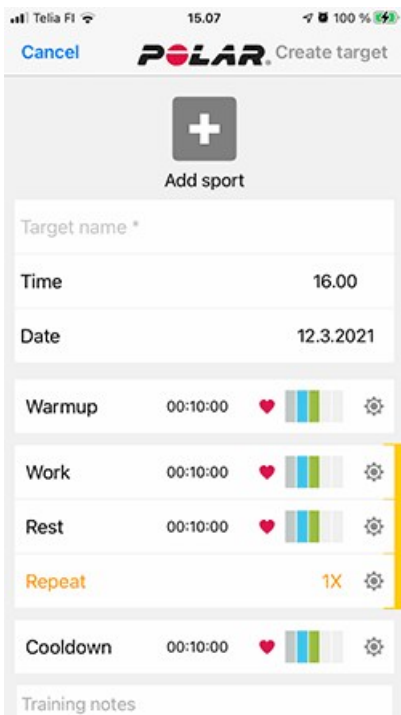 Telia FI 15.07 100 %
Cancel POLAR. Create target
Add sport
Target name *
Time 16.00
Date 12.3.2021
Warmup 00:10:00
Work 00:10:00
Rest 00:10:00
Repeat 1X
Cooldown 00:10:00
Training notes